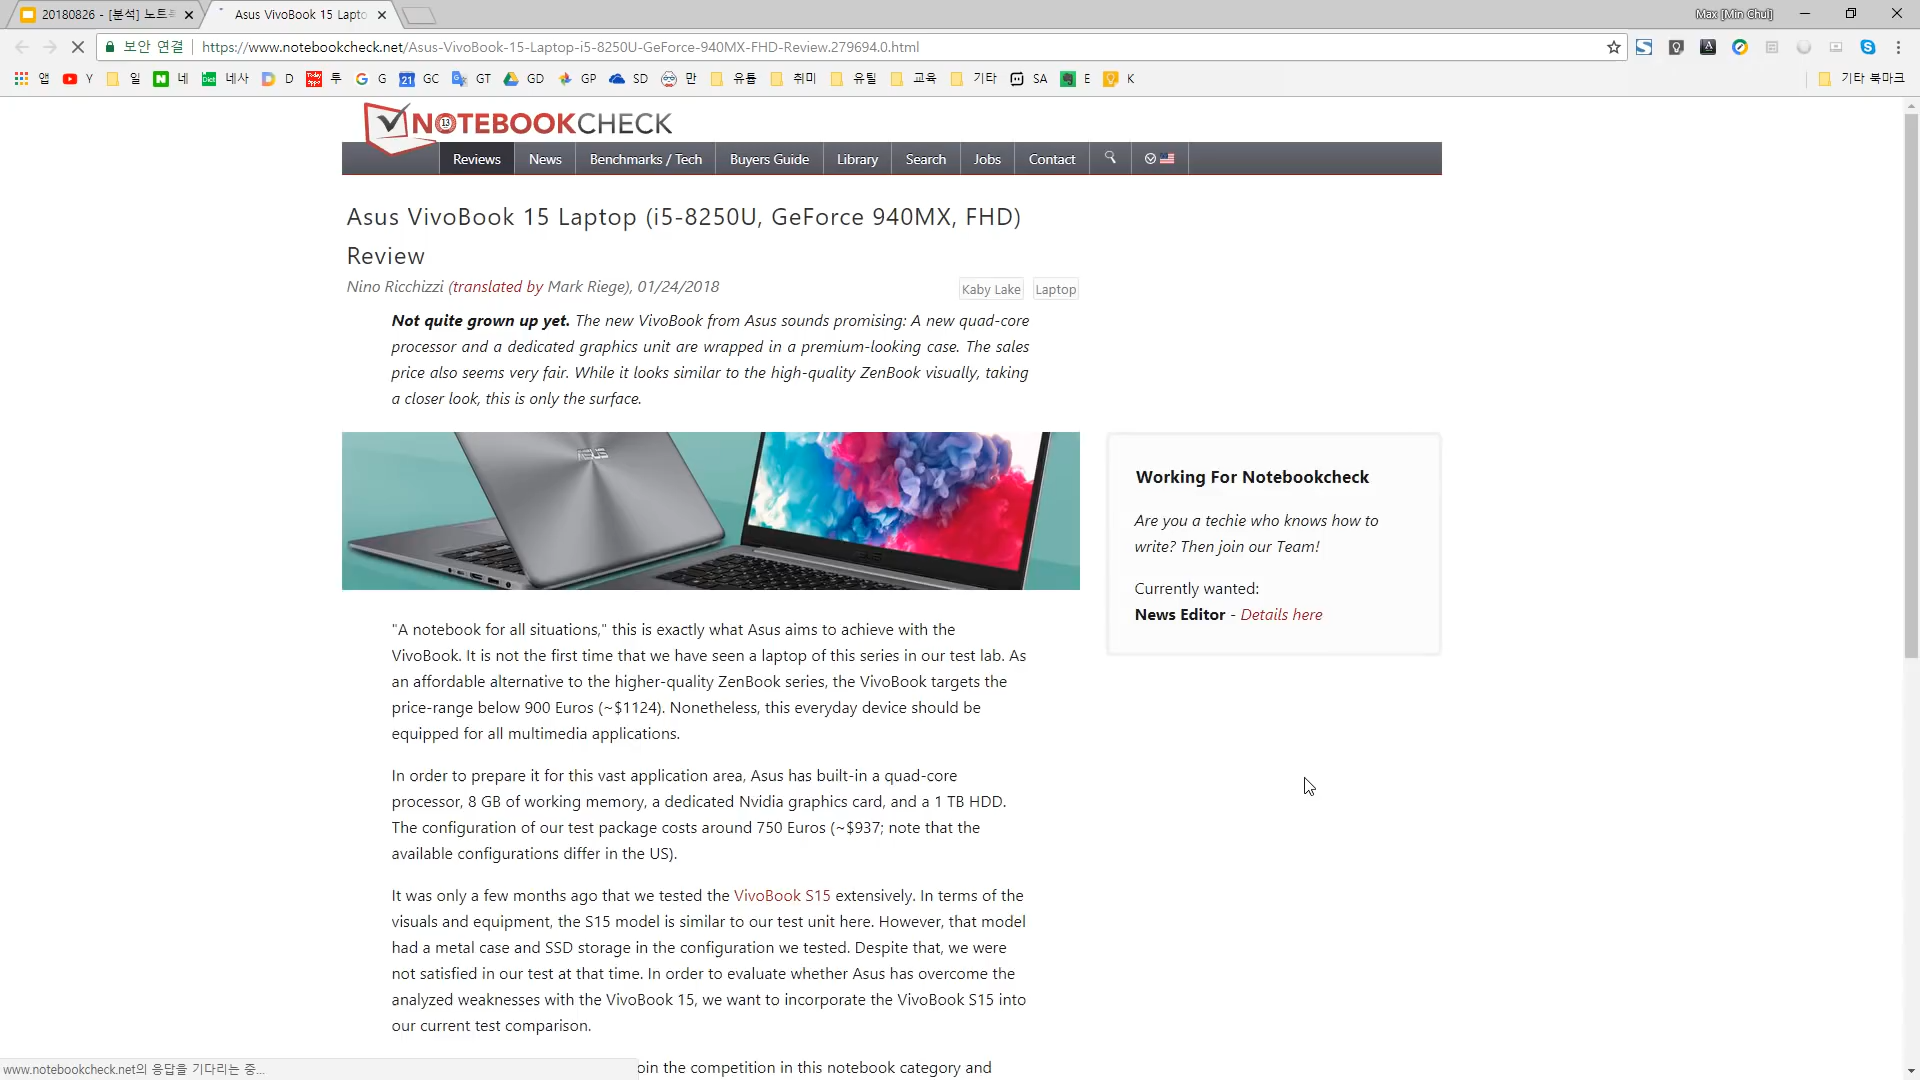 20180826 - [분석] 노트북
Asus VivoBook 15 Lapto
Max [Min Chul]
보안 연결
https://www.notebookcheck.net/Asus-VivoBook-15-Laptop-i5-8250U-GeForce-940MX-FHD-Review.279694.0.html
앱 Y 일 네 네사 D 투 G GC GT GD GP SD 만 유튭 취미 유틸 교육 기타 SA E K 기타 북마크
NOTEBOOKCHECK
Reviews News Benchmarks / Tech Buyers Guide Library Search Jobs Contact
Asus VivoBook 15 Laptop (i5-8250U, GeForce 940MX, FHD)
Review
Nino Ricchizzi (translated by Mark Riege), 01/24/2018
Kaby Lake Laptop
Not quite grown up yet. The new VivoBook from Asus sounds promising: A new quad-core
processor and a dedicated graphics unit are wrapped in a premium-looking case. The sales
price also seems very fair. While it looks similar to the high-quality ZenBook visually, taking
a closer look, this is only the surface.
ASUS
Working For Notebookcheck
Are you a techie who knows how to
write? Then join our Team!
Currently wanted:
News Editor - Details here
"A notebook for all situations," this is exactly what Asus aims to achieve with the
VivoBook. It is not the first time that we have seen a laptop of this series in our test lab. As
an affordable alternative to the higher-quality ZenBook series, the VivoBook targets the
price-range below 900 Euros (~$1124). Nonetheless, this everyday device should be
equipped for all multimedia applications.
In order to prepare it for this vast application area, Asus has built-in a quad-core
processor, 8 GB of working memory, a dedicated Nvidia graphics card, and a 1 TB HDD.
The configuration of our test package costs around 750 Euros (~$937; note that the
available configurations differ in the US).
It was only a few months ago that we tested the VivoBook S15 extensively. In terms of the
visuals and equipment, the S15 model is similar to our test unit here. However, that model
had a metal case and SSD storage in the configuration we tested. Despite that, we were
not satisfied in our test at that time. In order to evaluate whether Asus has overcome the
analyzed weaknesses with the VivoBook 15, we want to incorporate the VivoBook S15 into
our current test comparison.
oin the competition in this notebook category and
www.notebookcheck.net의 응답을 기다리는 중...